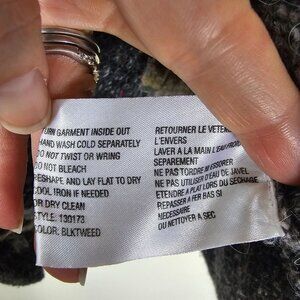 TURN GARMENT INSIDE OUT
HAND WASH COLD SEPARATELY
DO NOT TWIST OR WRING
DO NOT BLEACH
RESHAPE AND LAY FLAT TO DRY
COOL IRON IF NEEDED
OR DRY CLEAN
STYLE: 130173
COLOR: BLKTWEED
RETOURNER LE VETEMENT
L'ENVERS
LAVER A LA MAIN L'EAU FROIDE
SEPAREMENT
NE PAS TORDRE NI ESSORER
NE PAS UTILISER D'EAU DE JAVEL
ETENDRE A PLAT LORS DU SECHAGE
REPASSER A FER BAS SI
NECESSAIRE
OU NETTOYER A SEC